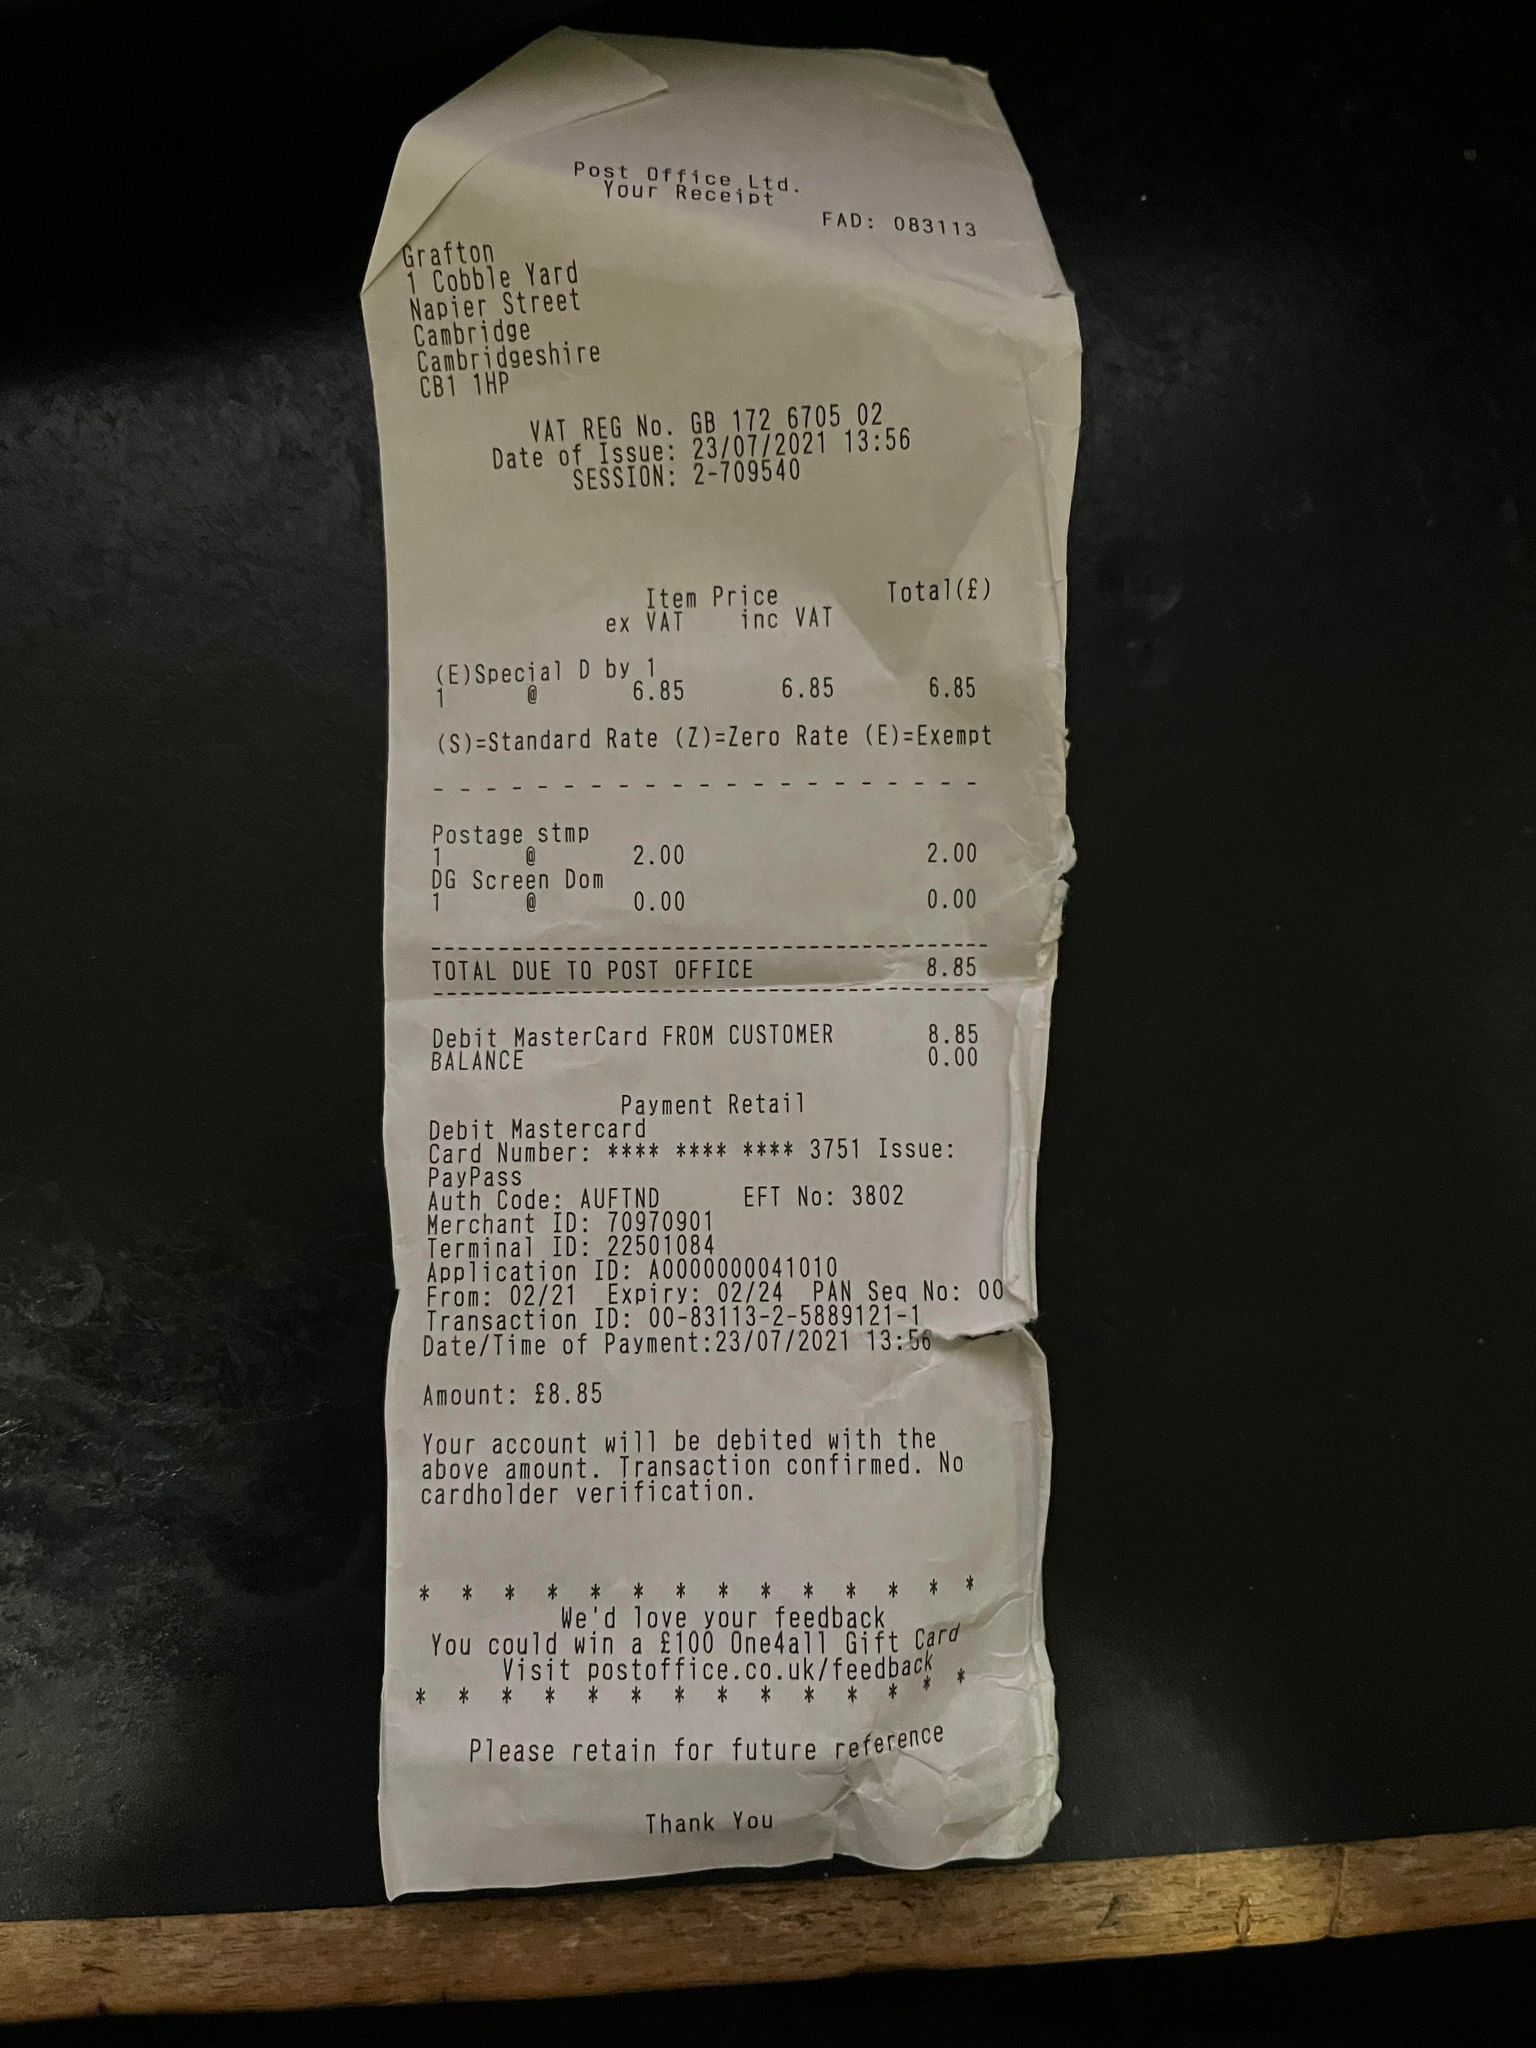 Post Office Ltd.
Your Receipt
FAD: 083113
Grafton
1 Cobble Yard
Napier Street
Cambridge
Cambridgeshire
CB1 1HP
VAT REG No. GB 172 6705 02
Date of Issue: 23/07/2021 13:56
SESSION: 2-709540
Item Price Total(£)
ex VAT inc VAT
(E)Special D by 1
1 @ 6.85 6.85 6.85
(S)=Standard Rate (Z)=Zero Rate (E)=Exempt
- - - - - - - - - - - - - - - - - - - - -
Postage stmp
1 @ 2.00 2.00
DG Screen Dom
1 @ 0.00 0.00
------------------------------------------
TOTAL DUE TO POST OFFICE 8.85
------------------------------------------
Debit MasterCard FROM CUSTOMER 8.85
BALANCE 0.00
Payment Retail
Debit Mastercard
Card Number: **** **** **** 3751 Issue:
PayPass
Auth Code: AUFTND EFT No: 3802
Merchant ID: 70970901
Terminal ID: 22501084
Application ID: A0000000041010
From: 02/21 Expiry: 02/24 PAN Seq No: 00
Transaction ID: 00-83113-2-5889121-1
Date/Time of Payment:23/07/2021 13:56
Amount: £8.85
Your account will be debited with the
above amount. Transaction confirmed. No
cardholder verification.
* * * * * * * * * * * * * *
We'd love your feedback
You could win a £100 One4all Gift Card
Visit postoffice.co.uk/feedback
* * * * * * * * * * * * * *
Please retain for future reference
Thank You